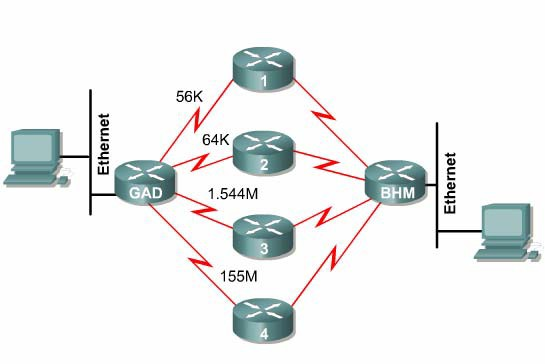 1
56K
Ethernet
64K
2
GAD
BHM
Ethernet
1.544M
3
155M
4